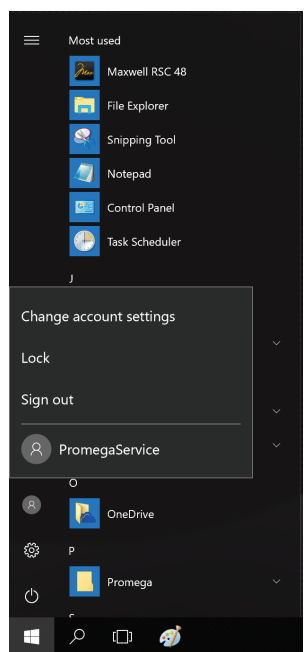 Most used
Maxwell RSC 48
File Explorer
Snipping Tool
Notepad
Control Panel
Task Scheduler
J
Change account settings
Lock
Sign out
PromegaService
O
OneDrive
P
Promega